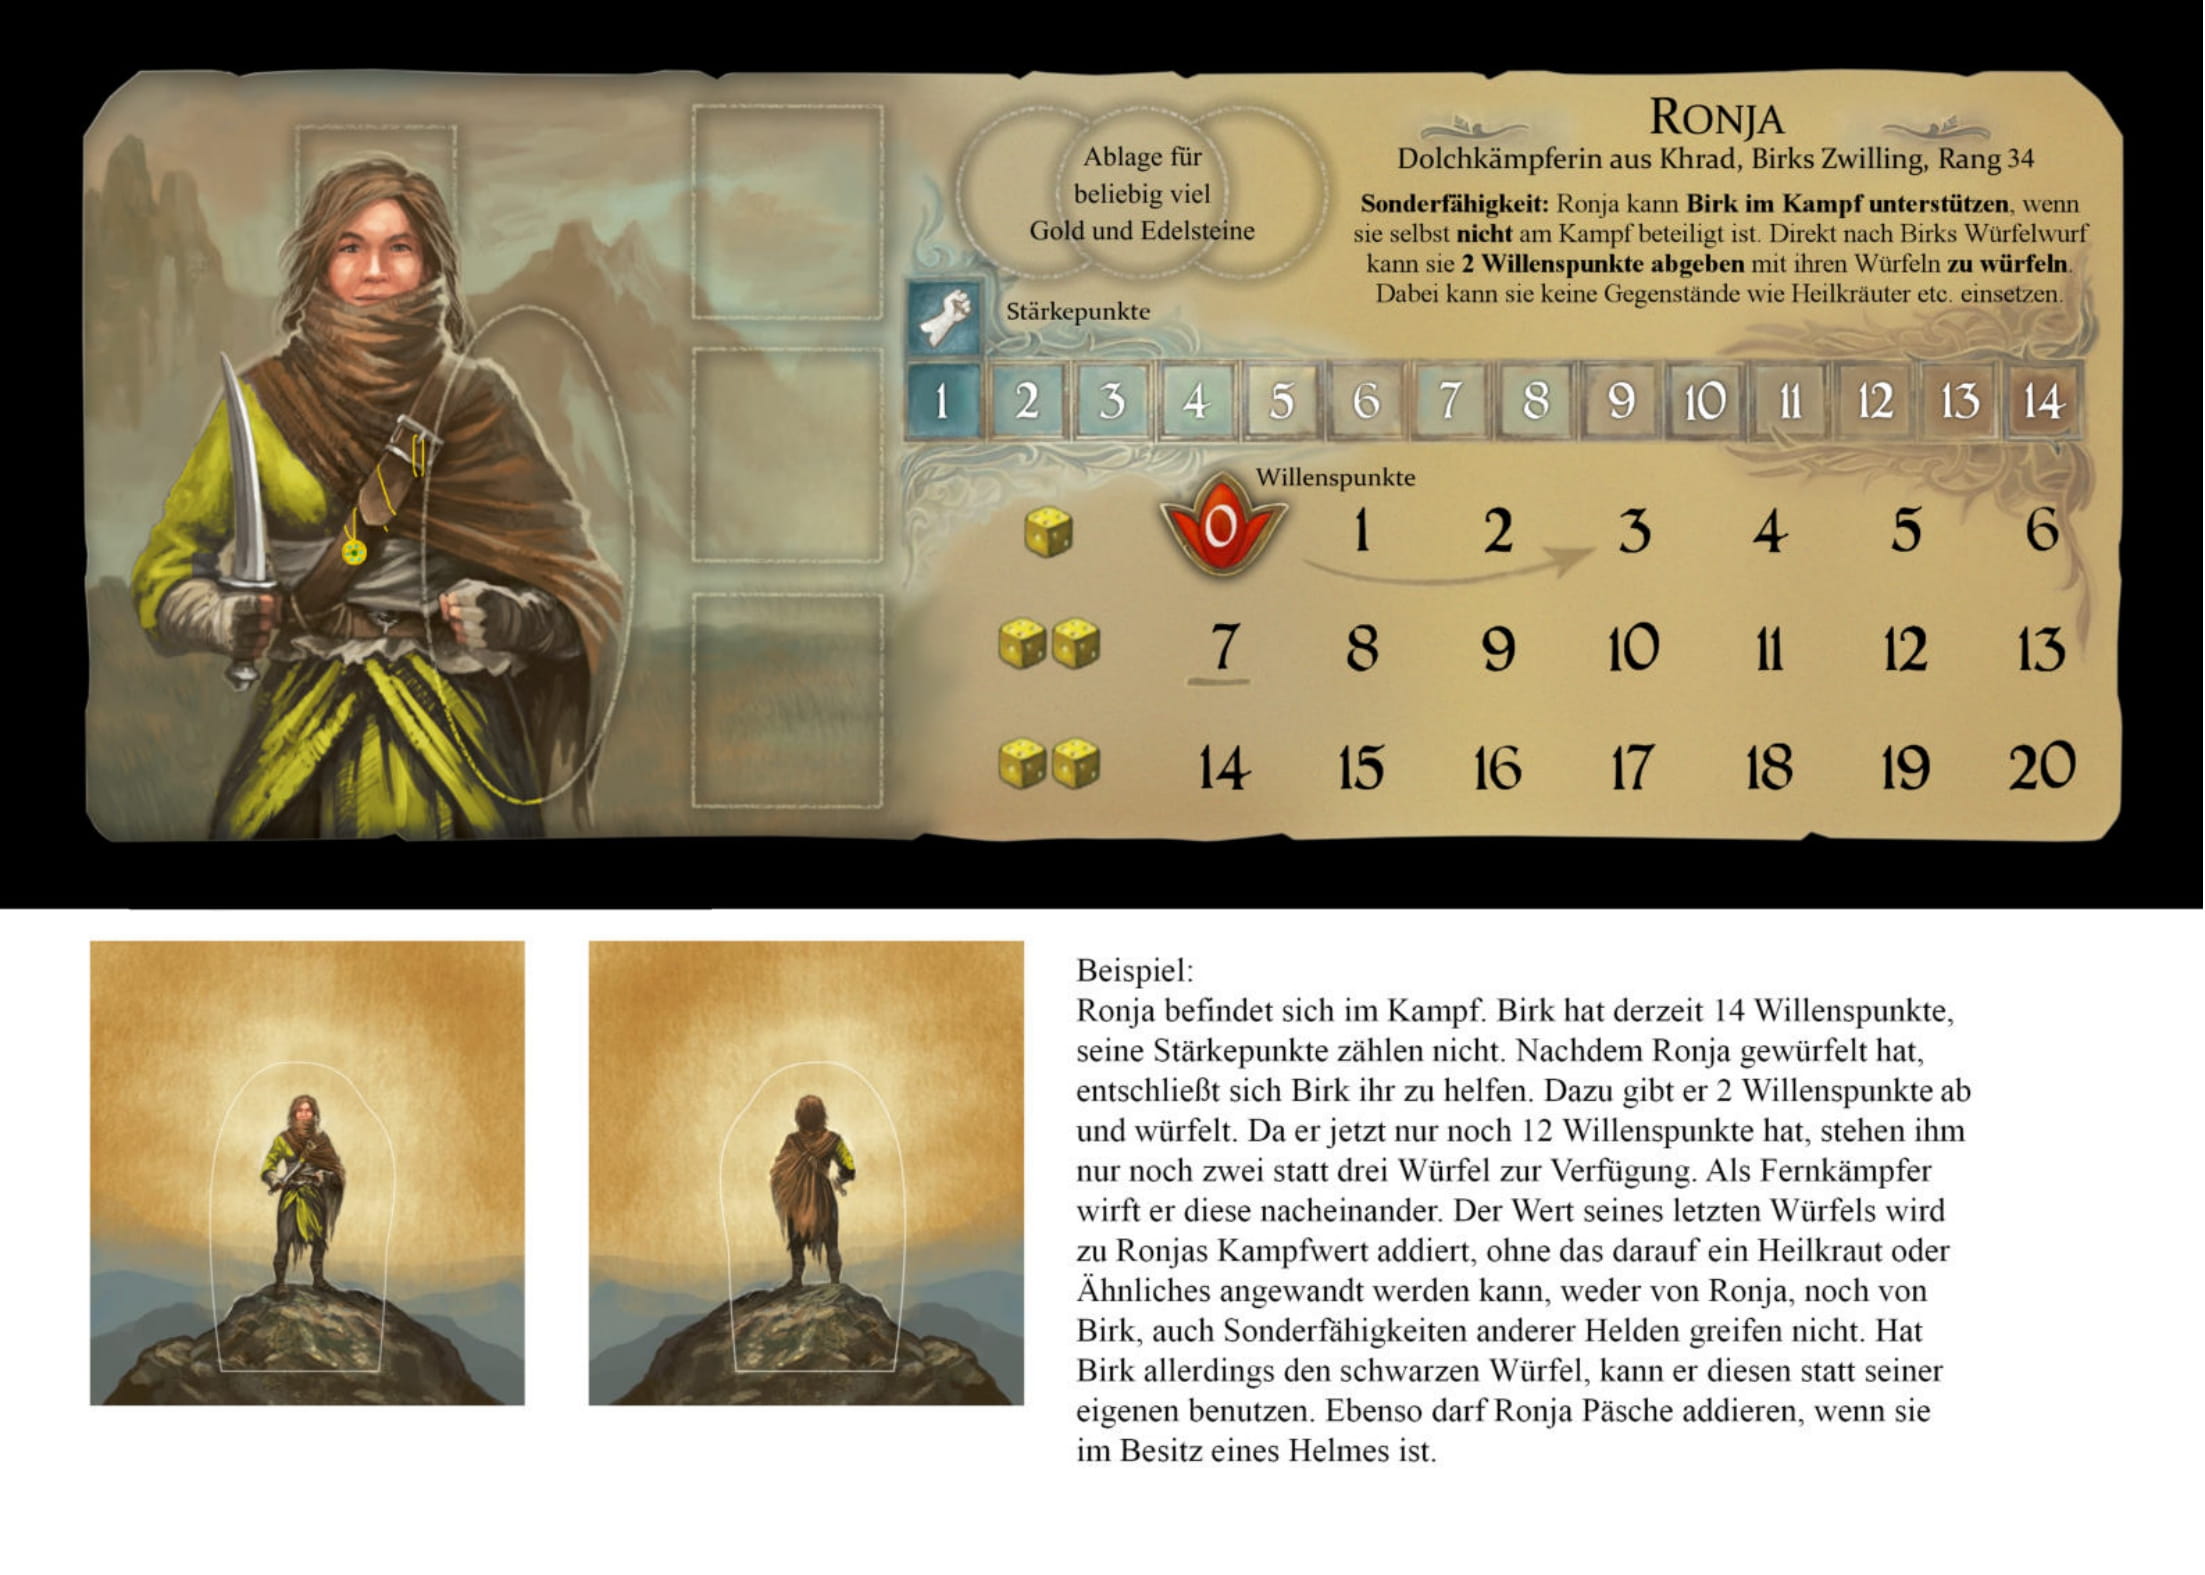 RONJA
Dolchkämpferin aus Khrad, Birks Zwilling, Rang 34
Sonderfähigkeit: Ronja kann Birk im Kampf unterstützen, wenn
sie selbst nicht am Kampf beteiligt ist. Direkt nach Birks Würfelwurf
kann sie 2 Willenspunkte abgeben mit ihren Würfeln zu würfeln.
Dabei kann sie keine Gegenstände wie Heilkräuter etc. einsetzen.
Ablage für
beliebig viel
Gold und Edelsteine
Stärkepunkte
1 2 3 4 5 6 7 8 9 10 11 12 13 14
Willenspunkte
0 1 2 3 4 5 6
7 8 9 10 11 12 13
14 15 16 17 18 19 20
Beispiel:
Ronja befindet sich im Kampf. Birk hat derzeit 14 Willenspunkte,
seine Stärkepunkte zählen nicht. Nachdem Ronja gewürfelt hat,
entschließt sich Birk ihr zu helfen. Dazu gibt er 2 Willenspunkte ab
und würfelt. Da er jetzt nur noch 12 Willenspunkte hat, stehen ihm
nur noch zwei statt drei Würfel zur Verfügung. Als Fernkämpfer
wirft er diese nacheinander. Der Wert seines letzten Würfels wird
zu Ronjas Kampfwert addiert, ohne das darauf ein Heilkraut oder
Ähnliches angewandt werden kann, weder von Ronja, noch von
Birk, auch Sonderfähigkeiten anderer Helden greifen nicht. Hat
Birk allerdings den schwarzen Würfel, kann er diesen statt seiner
eigenen benutzen. Ebenso darf Ronja Päsche addieren, wenn sie
im Besitz eines Helmes ist.